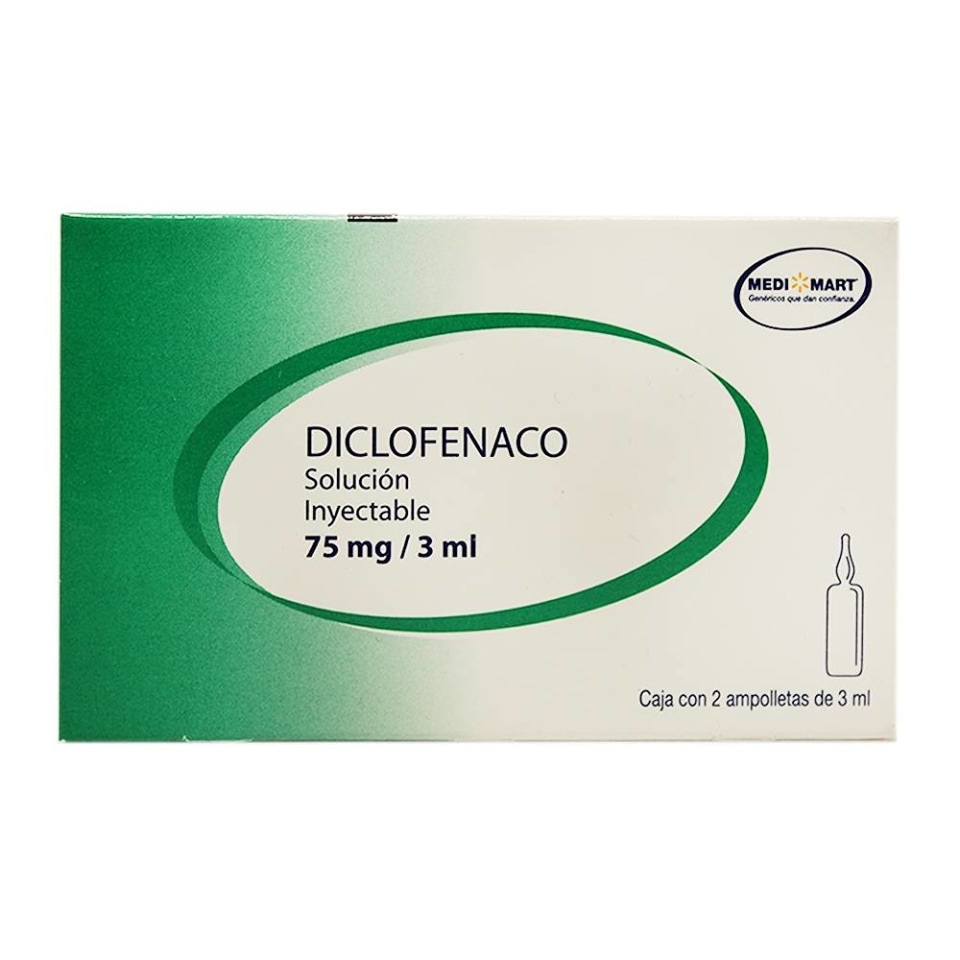 MEDI MART
Genéricos que dan confianza.
DICLOFENACO
Solución
Inyectable
75 mg / 3 ml
Caja con 2 ampolletas de 3 ml